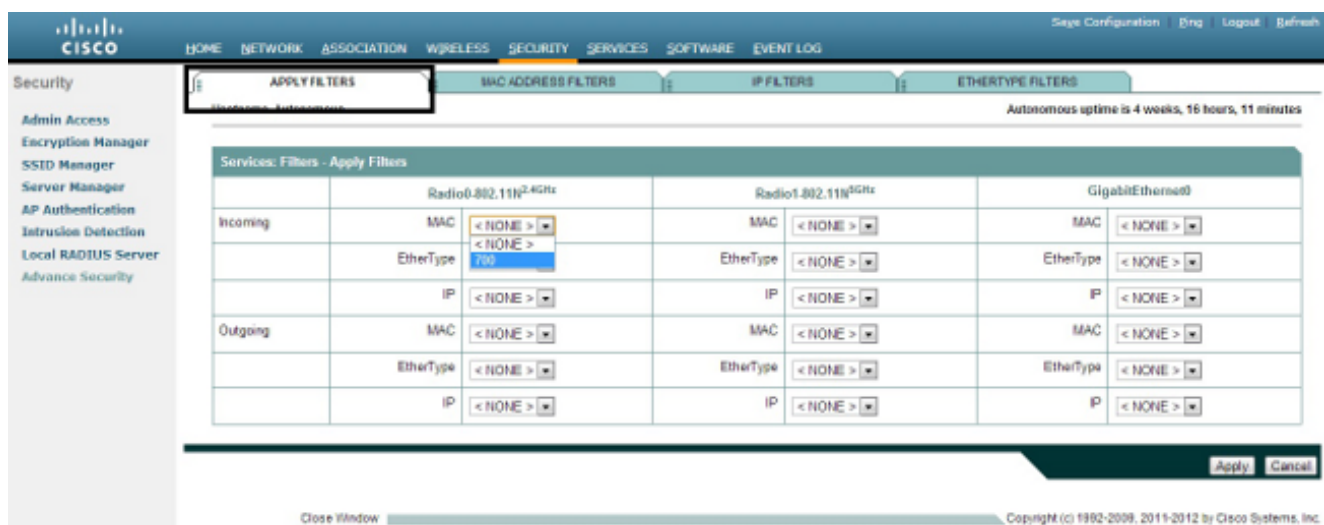 Save Configuration | Ping | Logout | Refresh
CISCO
HOME NETWORK ASSOCIATION WIRELESS SECURITY SERVICES SOFTWARE EVENT LOG
Security
APPLY FILTERS MAC ADDRESS FILTERS IP FILTERS ETHERTYPE FILTERS
Hostname Autonomous Autonomous uptime is 4 weeks, 16 hours, 11 minutes
Admin Access
Encryption Manager
SSID Manager
Server Manager
AP Authentication
Intrusion Detection
Local RADIUS Server
Advance Security
Services: Filters - Apply Filters
Radio0-802.11N2.4GHz Radio1-802.11N5GHz GigabitEthernet0
Incoming MAC < NONE > MAC < NONE > MAC < NONE >
< NONE >
EtherType 700 EtherType < NONE > EtherType < NONE >
IP < NONE > IP < NONE > IP < NONE >
Outgoing MAC < NONE > MAC < NONE > MAC < NONE >
EtherType < NONE > EtherType < NONE > EtherType < NONE >
IP < NONE > IP < NONE > IP < NONE >
Apply Cancel
Close Window Copyright (c) 1992-2009, 2011-2012 by Cisco Systems, Inc.